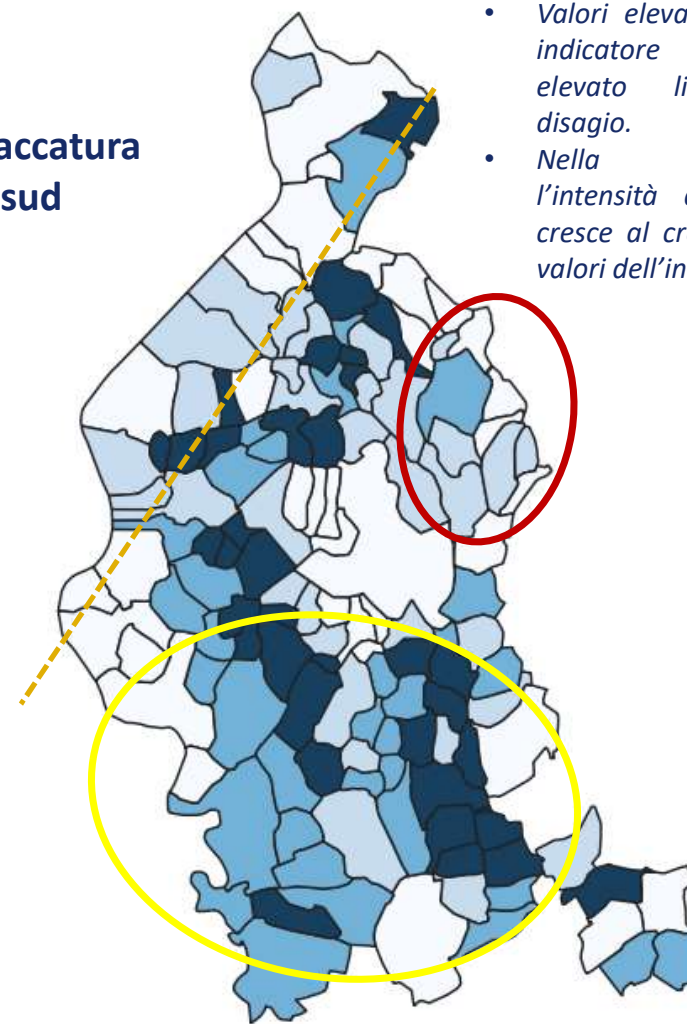 accatura
sud
• Valori eleva
indicatore
elevato li
disagio.
• Nella
l'intensità
cresce al cr
valori dell'in